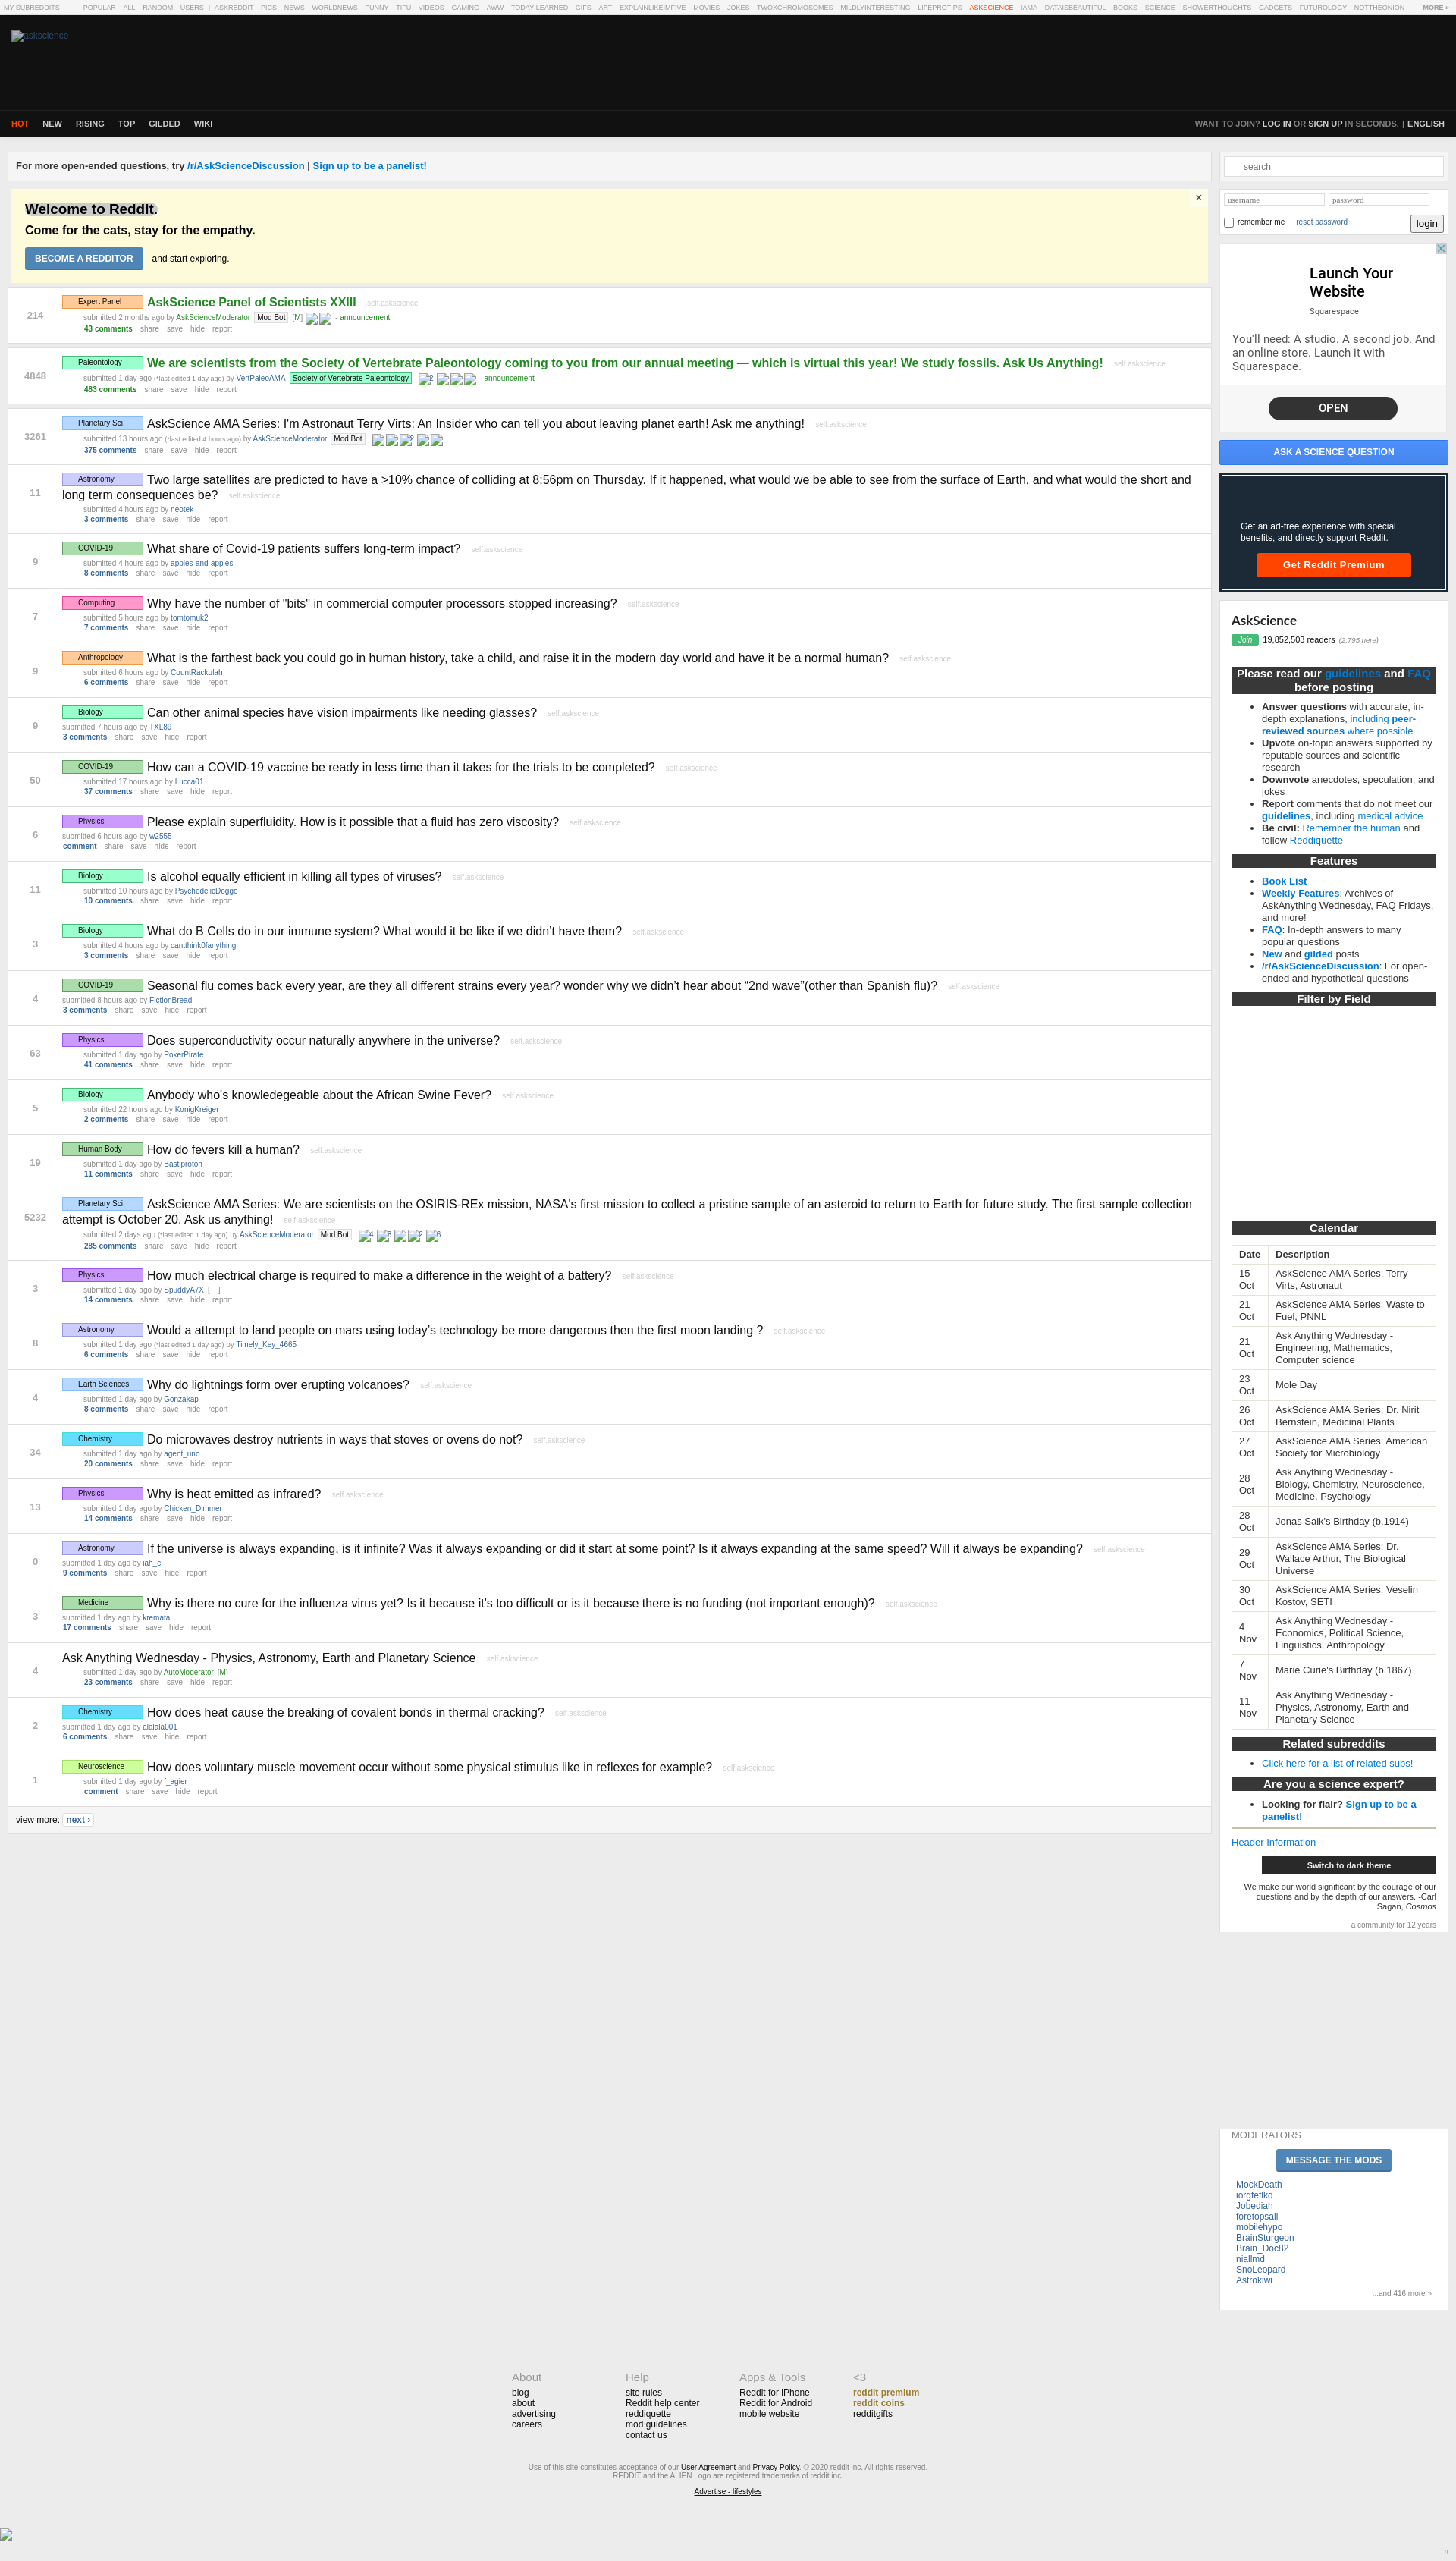 MY SUBREDDITS POPULAR - ALL - RANDOM - USERS | ASKREDDIT - PICS - NEWS - WORLDNEWS - FUNNY - TIFU - VIDEOS - GAMING - AWW - TODAYILEARNED - GIFS - ART - EXPLAINLIKEIMFIVE - MOVIES - JOKES - TWOXCHROMOSOMES - MILDLYINTERESTING - LIFEPROTIPS - ASKSCIENCE - IAMA - DATAISBEAUTIFUL - BOOKS - SCIENCE - SHOWERTHOUGHTS - GADGETS - FUTUROLOGY - NOTTHEONION - MORE »
askscience
HOT NEW RISING TOP GILDED WIKI
WANT TO JOIN? LOG IN OR SIGN UP IN SECONDS. | ENGLISH
For more open-ended questions, try /r/AskScienceDiscussion | Sign up to be a panelist!
Welcome to Reddit.
×
Come for the cats, stay for the empathy.
BECOME A REDDITOR and start exploring.
214
Expert Panel AskScience Panel of Scientists XXIII self.askscience
submitted 2 months ago by AskScienceModerator Mod Bot [M] - announcement
43 comments share save hide report
4848
Paleontology We are scientists from the Society of Vertebrate Paleontology coming to you from our annual meeting — which is virtual this year! We study fossils. Ask Us Anything! self.askscience
submitted 1 day ago (*last edited 1 day ago) by VertPaleoAMA Society of Vertebrate Paleontology 2 - announcement
483 comments share save hide report
3261
Planetary Sci. AskScience AMA Series: I'm Astronaut Terry Virts: An Insider who can tell you about leaving planet earth! Ask me anything! self.askscience
submitted 13 hours ago (*last edited 4 hours ago) by AskScienceModerator Mod Bot 2
375 comments share save hide report
11
Astronomy Two large satellites are predicted to have a >10% chance of colliding at 8:56pm on Thursday. If it happened, what would we be able to see from the surface of Earth, and what would the short and
long term consequences be? self.askscience
submitted 4 hours ago by neotek
3 comments share save hide report
9
COVID-19 What share of Covid-19 patients suffers long-term impact? self.askscience
submitted 4 hours ago by apples-and-apples
8 comments share save hide report
7
Computing Why have the number of "bits" in commercial computer processors stopped increasing? self.askscience
submitted 5 hours ago by tomtomuk2
7 comments share save hide report
9
Anthropology What is the farthest back you could go in human history, take a child, and raise it in the modern day world and have it be a normal human? self.askscience
submitted 6 hours ago by CountRackulah
6 comments share save hide report
9
Biology Can other animal species have vision impairments like needing glasses? self.askscience
submitted 7 hours ago by TXL89
3 comments share save hide report
50
COVID-19 How can a COVID-19 vaccine be ready in less time than it takes for the trials to be completed? self.askscience
submitted 17 hours ago by Lucca01
37 comments share save hide report
6
Physics Please explain superfluidity. How is it possible that a fluid has zero viscosity? self.askscience
submitted 6 hours ago by w2555
comment share save hide report
11
Biology Is alcohol equally efficient in killing all types of viruses? self.askscience
submitted 10 hours ago by PsychedelicDoggo
10 comments share save hide report
3
Biology What do B Cells do in our immune system? What would it be like if we didn’t have them? self.askscience
submitted 4 hours ago by cantthink0fanything
3 comments share save hide report
4
COVID-19 Seasonal flu comes back every year, are they all different strains every year? wonder why we didn’t hear about “2nd wave”(other than Spanish flu)? self.askscience
submitted 8 hours ago by FictionBread
3 comments share save hide report
63
Physics Does superconductivity occur naturally anywhere in the universe? self.askscience
submitted 1 day ago by PokerPirate
41 comments share save hide report
5
Biology Anybody who's knowledegeable about the African Swine Fever? self.askscience
submitted 22 hours ago by KonigKreiger
2 comments share save hide report
19
Human Body How do fevers kill a human? self.askscience
submitted 1 day ago by Bastiproton
11 comments share save hide report
5232
Planetary Sci. AskScience AMA Series: We are scientists on the OSIRIS-REx mission, NASA's first mission to collect a pristine sample of an asteroid to return to Earth for future study. The first sample collection
attempt is October 20. Ask us anything! self.askscience
submitted 2 days ago (*last edited 1 day ago) by AskScienceModerator Mod Bot 4 3 2 6
285 comments share save hide report
3
Physics How much electrical charge is required to make a difference in the weight of a battery? self.askscience
submitted 1 day ago by SpuddyA7X [ ]
14 comments share save hide report
8
Astronomy Would a attempt to land people on mars using today’s technology be more dangerous then the first moon landing ? self.askscience
submitted 1 day ago (*last edited 1 day ago) by Timely_Key_4665
6 comments share save hide report
4
Earth Sciences Why do lightnings form over erupting volcanoes? self.askscience
submitted 1 day ago by Gonzakap
8 comments share save hide report
34
Chemistry Do microwaves destroy nutrients in ways that stoves or ovens do not? self.askscience
submitted 1 day ago by agent_uno
20 comments share save hide report
13
Physics Why is heat emitted as infrared? self.askscience
submitted 1 day ago by Chicken_Dimmer
14 comments share save hide report
0
Astronomy If the universe is always expanding, is it infinite? Was it always expanding or did it start at some point? Is it always expanding at the same speed? Will it always be expanding? self.askscience
submitted 1 day ago by iah_c
9 comments share save hide report
3
Medicine Why is there no cure for the influenza virus yet? Is it because it's too difficult or is it because there is no funding (not important enough)? self.askscience
submitted 1 day ago by kremata
17 comments share save hide report
4
Ask Anything Wednesday - Physics, Astronomy, Earth and Planetary Science self.askscience
submitted 1 day ago by AutoModerator [M]
23 comments share save hide report
2
Chemistry How does heat cause the breaking of covalent bonds in thermal cracking? self.askscience
submitted 1 day ago by alalala001
6 comments share save hide report
1
Neuroscience How does voluntary muscle movement occur without some physical stimulus like in reflexes for example? self.askscience
submitted 1 day ago by f_agier
comment share save hide report
view more: next ›
search
username password
remember me reset password login
Launch Your
Website
Squarespace
You'll need: A studio. A second job. And
an online store. Launch it with
Squarespace.
OPEN
ASK A SCIENCE QUESTION
Get an ad-free experience with special
benefits, and directly support Reddit.
Get Reddit Premium
AskScience
Join 19,852,503 readers (2,795 here)
Please read our guidelines and FAQ
before posting
• Answer questions with accurate, in-
depth explanations, including peer-
reviewed sources where possible
• Upvote on-topic answers supported by
reputable sources and scientific
research
• Downvote anecdotes, speculation, and
jokes
• Report comments that do not meet our
guidelines, including medical advice
• Be civil: Remember the human and
follow Reddiquette
Features
• Book List
• Weekly Features: Archives of
AskAnything Wednesday, FAQ Fridays,
and more!
• FAQ: In-depth answers to many
popular questions
• New and gilded posts
• /r/AskScienceDiscussion: For open-
ended and hypothetical questions
Filter by Field
Calendar
Date Description
15
Oct
AskScience AMA Series: Terry
Virts, Astronaut
21
Oct
AskScience AMA Series: Waste to
Fuel, PNNL
21
Oct
Ask Anything Wednesday -
Engineering, Mathematics,
Computer science
23
Oct
Mole Day
26
Oct
AskScience AMA Series: Dr. Nirit
Bernstein, Medicinal Plants
27
Oct
AskScience AMA Series: American
Society for Microbiology
28
Oct
Ask Anything Wednesday -
Biology, Chemistry, Neuroscience,
Medicine, Psychology
28
Oct
Jonas Salk's Birthday (b.1914)
29
Oct
AskScience AMA Series: Dr.
Wallace Arthur, The Biological
Universe
30
Oct
AskScience AMA Series: Veselin
Kostov, SETI
4
Nov
Ask Anything Wednesday -
Economics, Political Science,
Linguistics, Anthropology
7
Nov
Marie Curie's Birthday (b.1867)
11
Nov
Ask Anything Wednesday -
Physics, Astronomy, Earth and
Planetary Science
Related subreddits
• Click here for a list of related subs!
Are you a science expert?
• Looking for flair? Sign up to be a
panelist!
Header Information
Switch to dark theme
We make our world significant by the courage of our
questions and by the depth of our answers. -Carl
Sagan, Cosmos
a community for 12 years
MODERATORS
MESSAGE THE MODS
MockDeath
iorgfeflkd
Jobediah
foretopsail
mobilehypo
BrainSturgeon
Brain_Doc82
niallmd
SnoLeopard
Astrokiwi
...and 416 more »
About
blog
about
advertising
careers
Help
site rules
Reddit help center
reddiquette
mod guidelines
contact us
Apps & Tools
Reddit for iPhone
Reddit for Android
mobile website
<3
reddit premium
reddit coins
redditgifts
Use of this site constitutes acceptance of our User Agreement and Privacy Policy. © 2020 reddit inc. All rights reserved.
REDDIT and the ALIEN Logo are registered trademarks of reddit inc.
Advertise - lifestyles
π